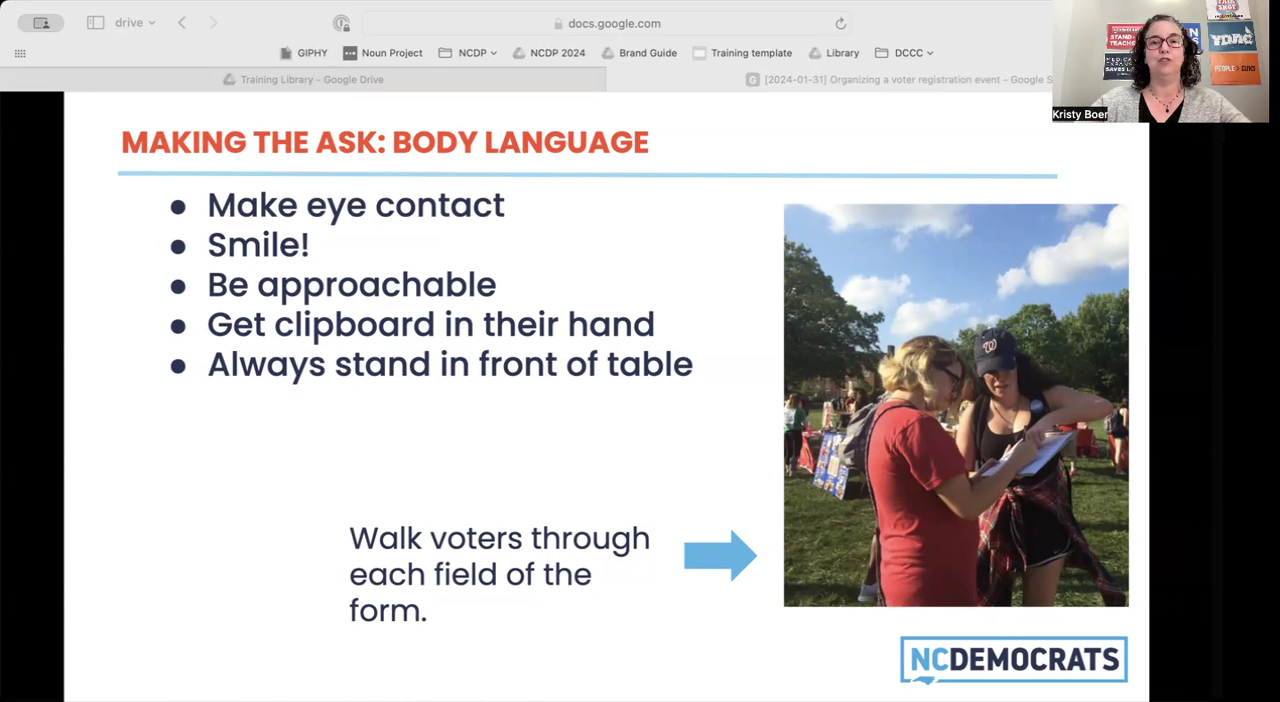 drive
docs.google.com
GIPHY
Noun Project
NCDP
NCDP 2024
Brand Guide
Training template
Library
DCCC
Training Library - Google Drive
[2024-01-31] Organizing a voter registration event - Google S
YDNC
PEOPLE > GUNS
Kristy Boer
MAKING THE ASK: BODY LANGUAGE
● Make eye contact
● Smile!
● Be approachable
● Get clipboard in their hand
● Always stand in front of table
W
Walk voters through
each field of the
form.
NCDEMOCRATS